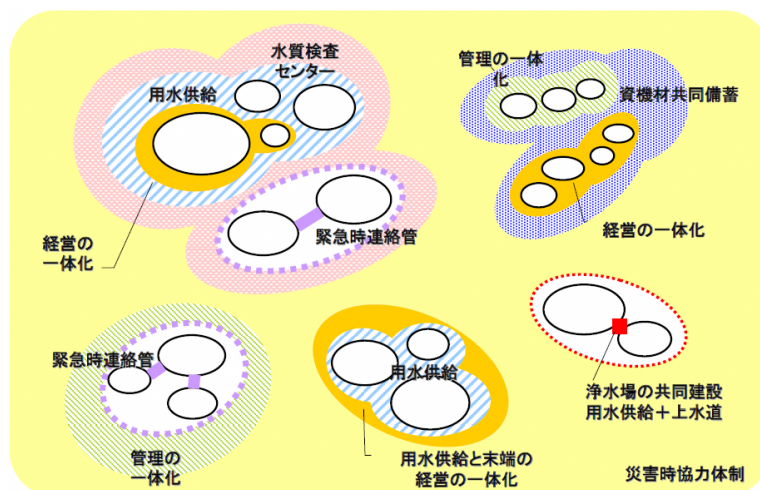 水質検査
センター
用水供給
経営の
一体化
緊急時連絡管
管理の一体
化
資機材共同備蓄
経営の一体化
緊急時連絡管
管理の
一体化
用水供給
用水供給と末端の
経営の一体化
浄水場の共同建設
用水供給＋上水道
災害時協力体制